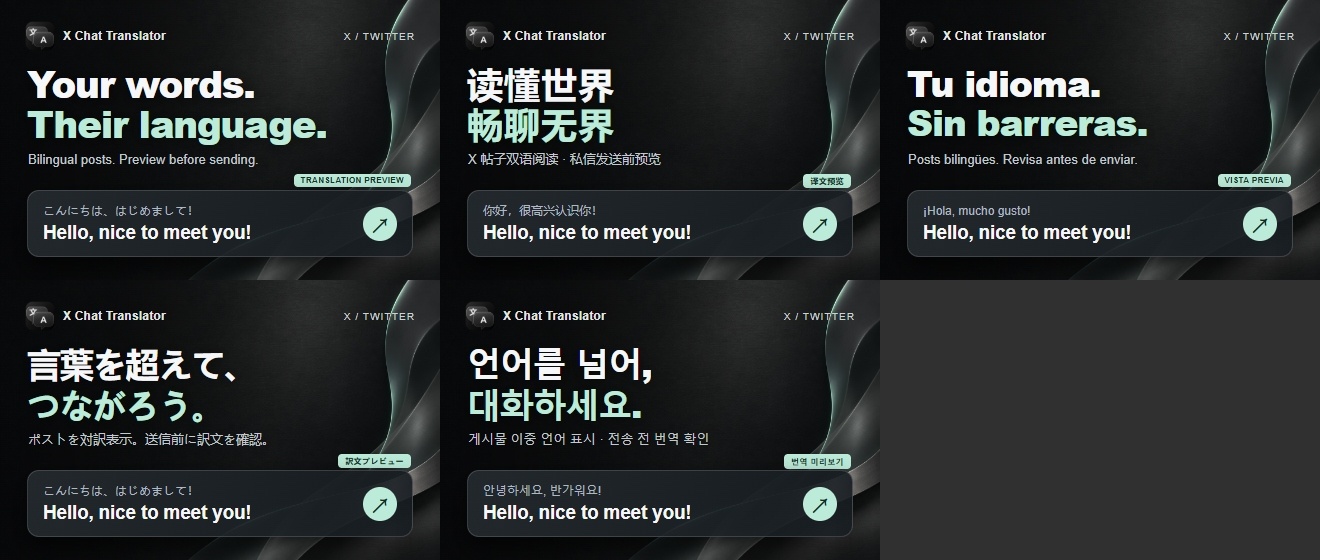 X Chat Translator
X / TWITTER
Your words.
Their language.
Bilingual posts. Preview before sending.
TRANSLATION PREVIEW
こんにちは、はじめまして!
Hello, nice to meet you!
X Chat Translator
X / TWITTER
读懂世界
畅聊无界
X 帖子双语阅读 · 私信发送前预览
译文预览
你好，很高兴认识你!
Hello, nice to meet you!
X Chat Translator
X / TWITTER
Tu idioma.
Sin barreras.
Posts bilingües. Revisa antes de enviar.
VISTA PREVIA
¡Hola, mucho gusto!
Hello, nice to meet you!
X Chat Translator
X / TWITTER
言葉を超えて、
つながろう。
ポストを対訳表示。送信前に訳文を確認。
訳文プレビュー
こんにちは、はじめまして!
Hello, nice to meet you!
X Chat Translator
X / TWITTER
언어를 넘어,
대화하세요.
게시물 이중 언어 표시 · 전송 전 번역 확인
번역 미리보기
안녕하세요, 반가워요!
Hello, nice to meet you!